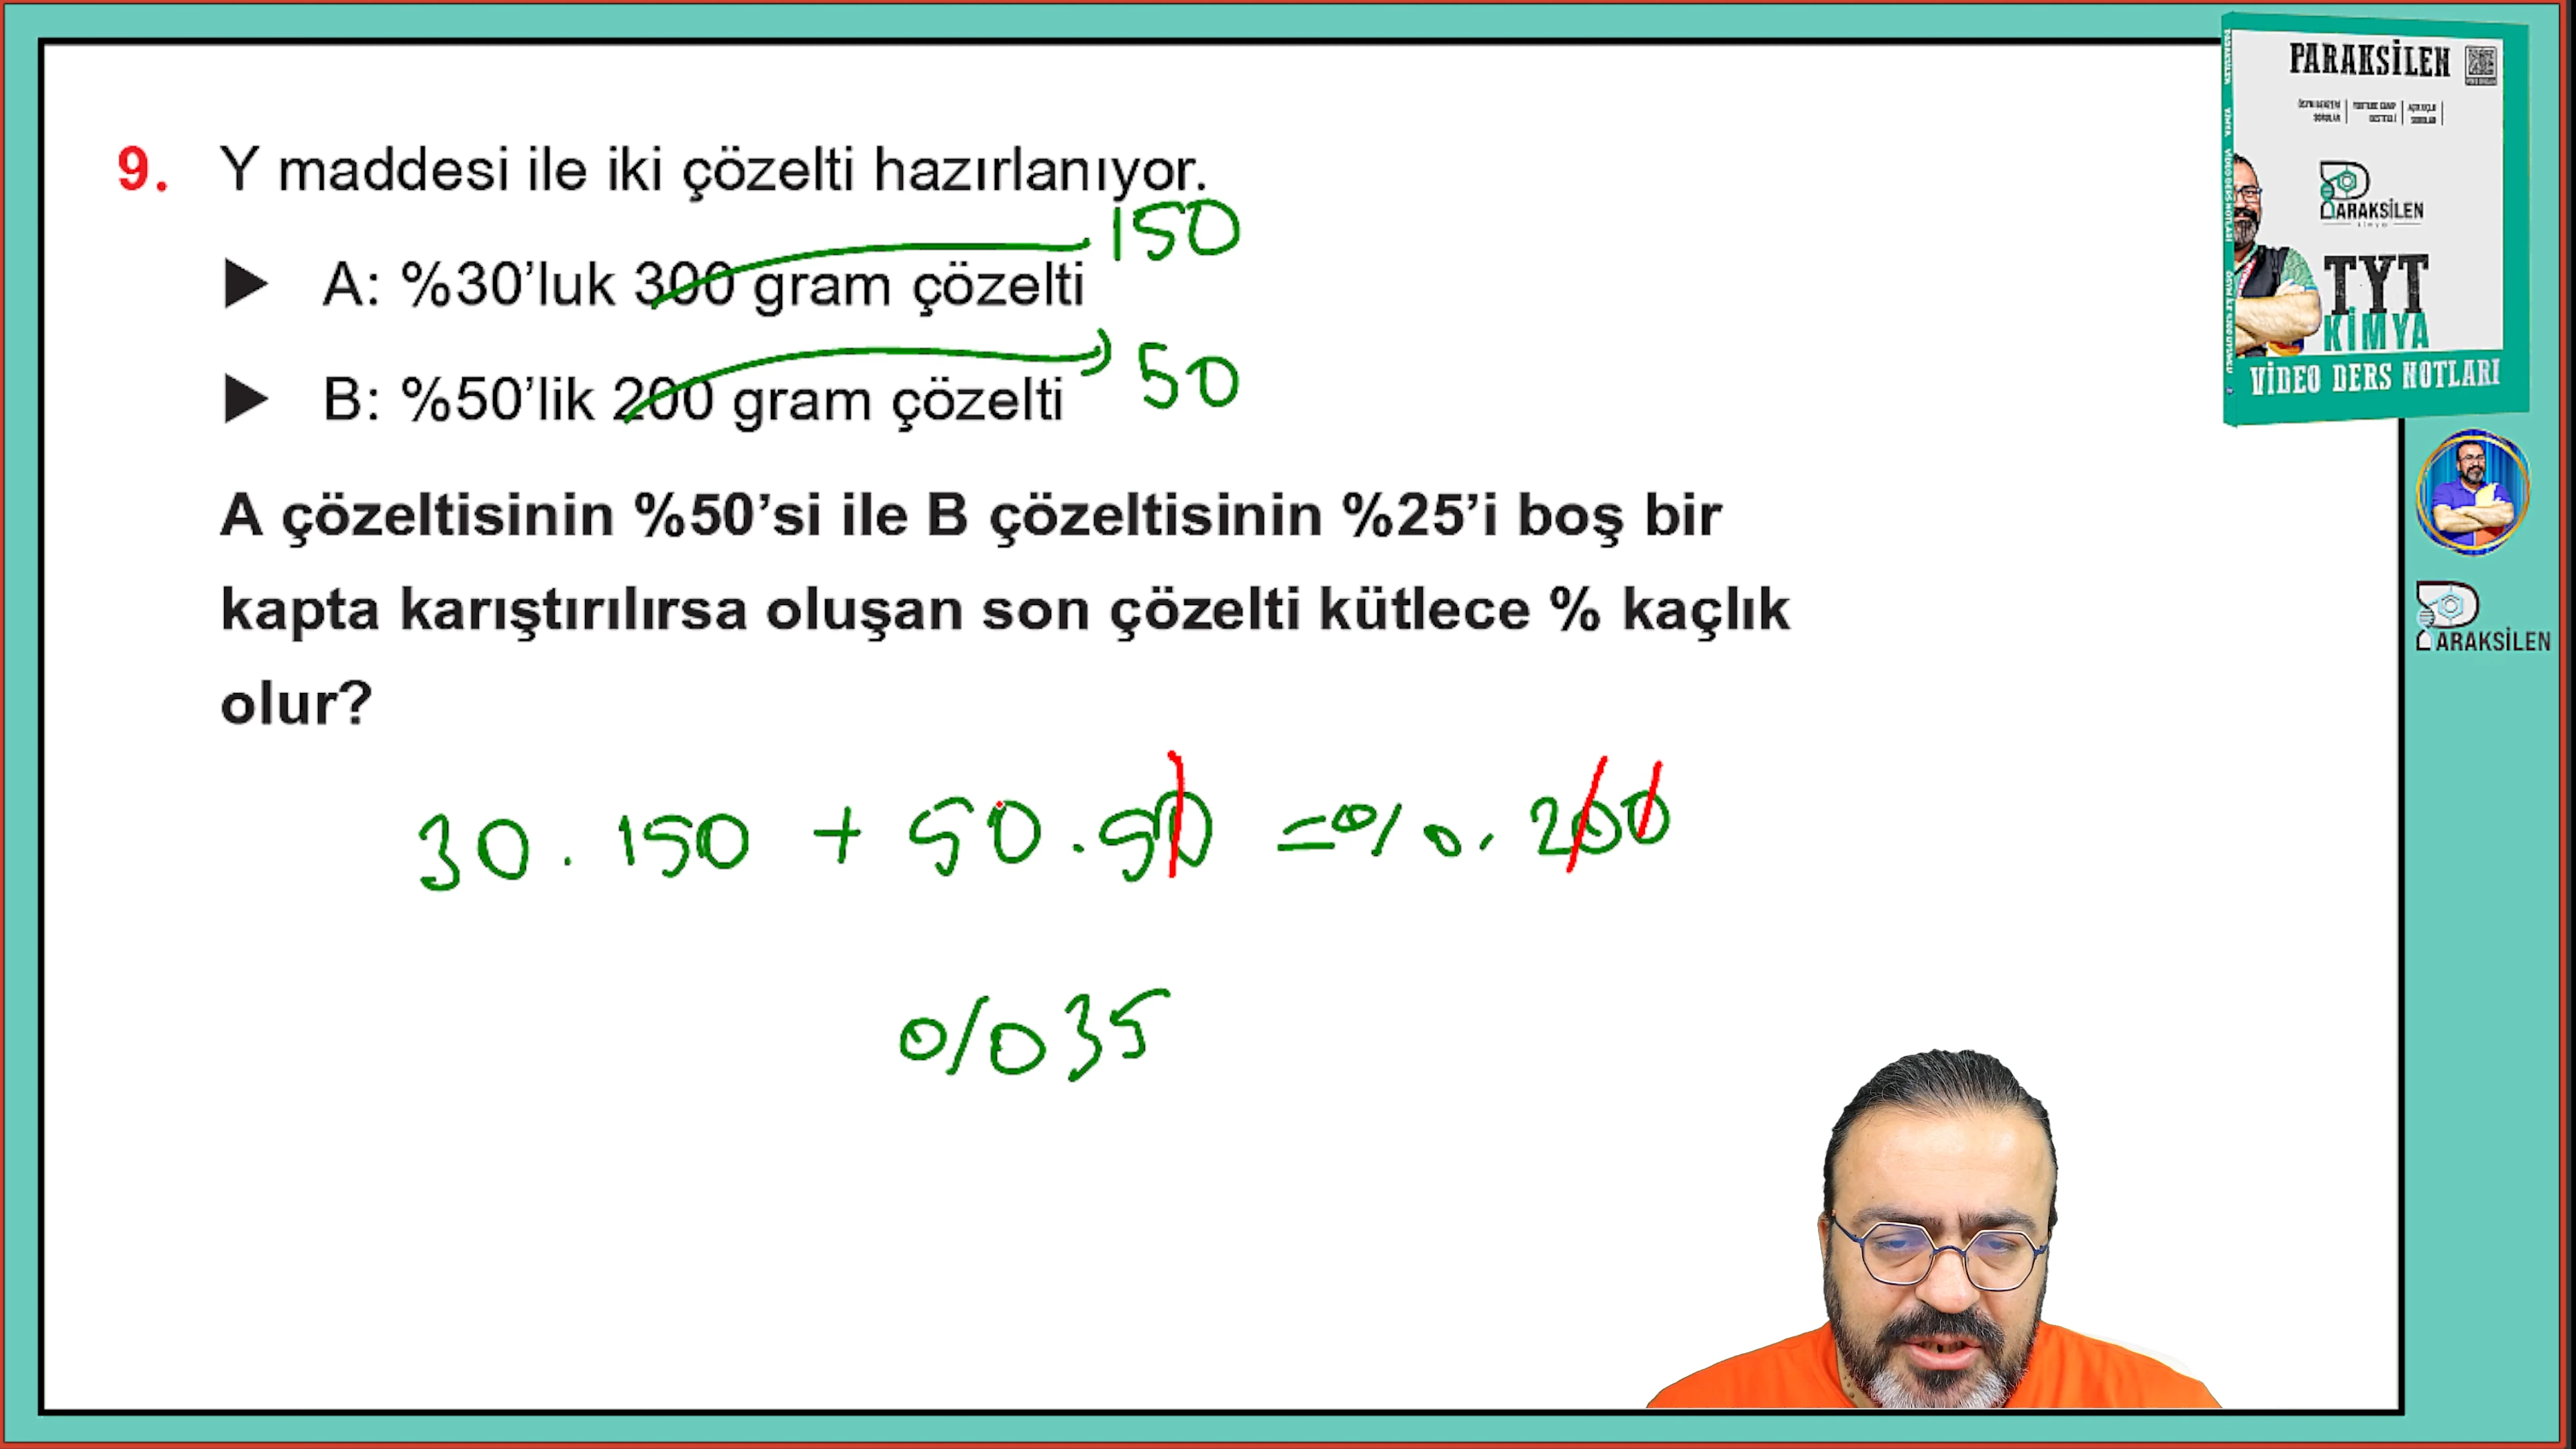 9. Y maddesi ile iki çözelti hazırlanıyor.
150
▶ A: %30’luk 300 gram çözelti
▶ B: %50’lik 200 gram çözelti
50
A çözeltisinin %50’si ile B çözeltisinin %25’i boş bir
kapta karıştırılırsa oluşan son çözelti kütlece % kaçlık
olur?
30 . 150 + 50 . 50 = % . 200
%35
PARAKSİLEN
PARAKSİLEN
TYT
KİMYA
VİDEO DERS NOTLARI
PARAKSİLEN